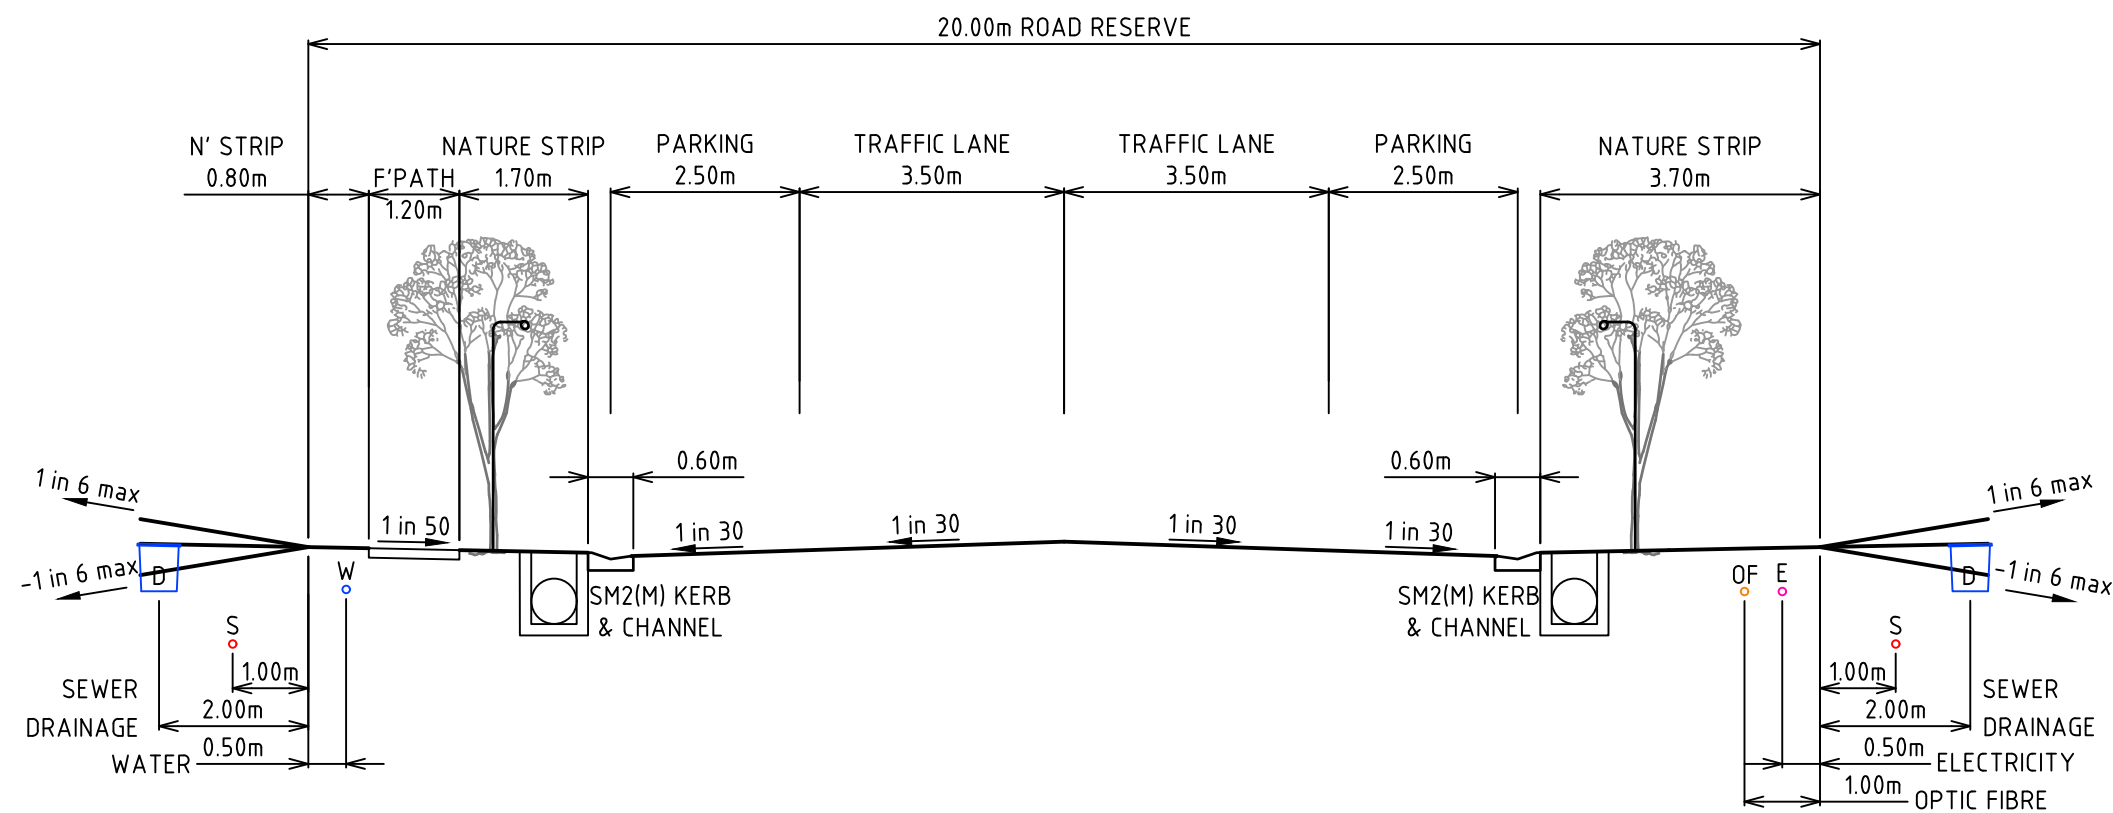 20.00m ROAD RESERVE
N' STRIP
0.80m
F'PATH
1.20m
NATURE STRIP
1.70m
PARKING
2.50m
TRAFFIC LANE
3.50m
TRAFFIC LANE
3.50m
PARKING
2.50m
NATURE STRIP
3.70m
0.60m
0.60m
1 in 6 max
1 in 50
1 in 30
1 in 30
1 in 30
1 in 30
1 in 6 max
-1 in 6 max
D
W
SM2(M) KERB
& CHANNEL
SM2(M) KERB
& CHANNEL
OF
E
D
-1 in 6 max
S
S
1.00m
SEWER
2.00m
DRAINAGE
0.50m
WATER
1.00m
SEWER
2.00m
DRAINAGE
0.50m
ELECTRICITY
1.00m
OPTIC FIBRE